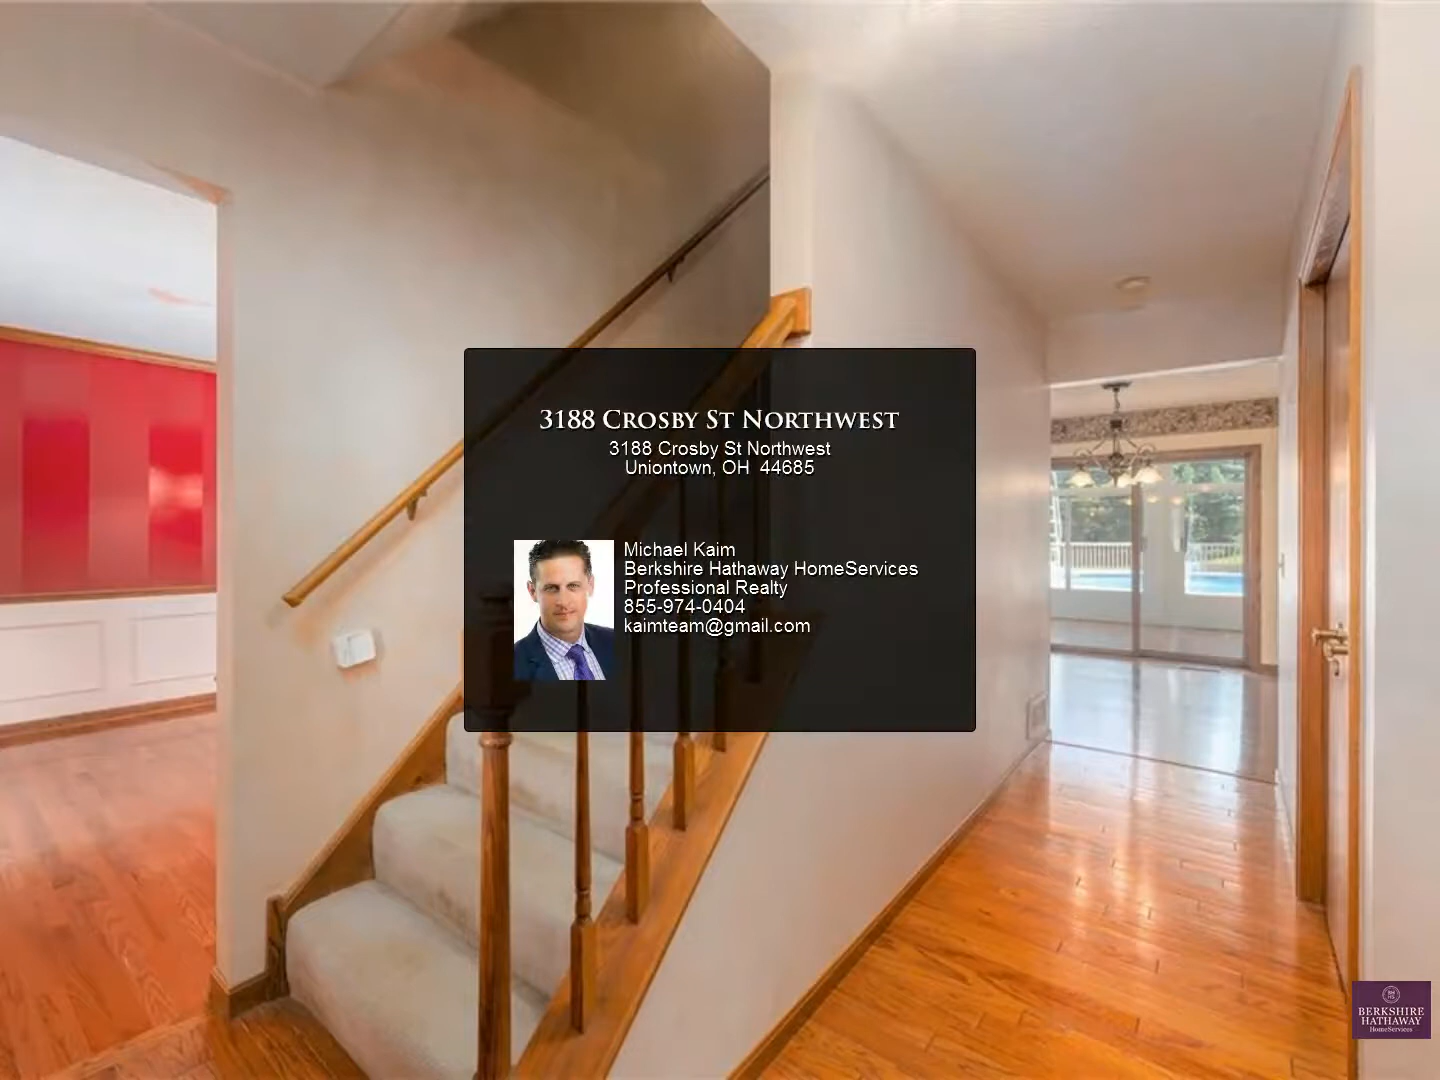 3188 Crosby St Northwest
3188 Crosby St Northwest
Uniontown, OH  44685
Michael Kaim
Berkshire Hathaway HomeServices
Professional Realty
855-974-0404
kaimteam@gmail.com
BERKSHIRE
HATHAWAY
HomeServices